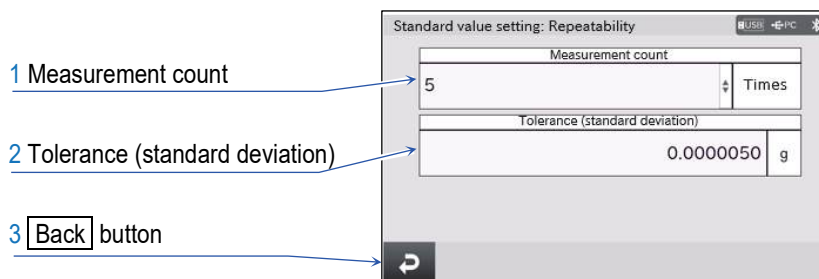 Standard value setting: Repeatability USB PC
Measurement count
1 Measurement count
5 Times
Tolerance (standard deviation)
2 Tolerance (standard deviation)
0.0000050 g
3 Back button